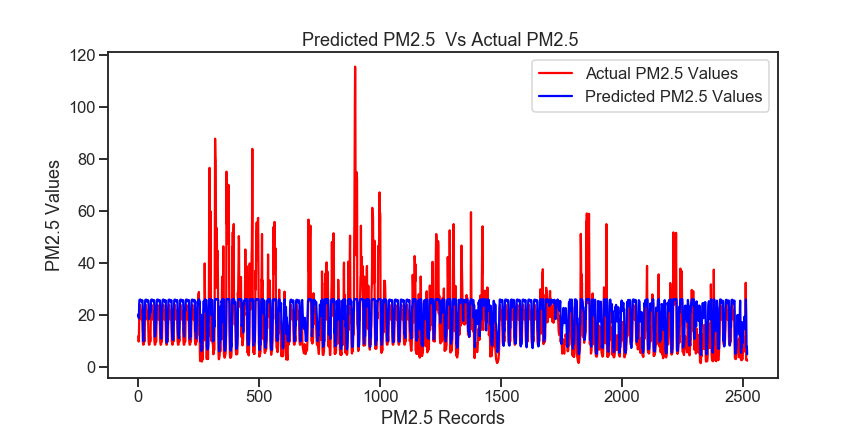 Predicted PM2.5  Vs Actual PM2.5
Actual PM2.5 Values
Predicted PM2.5 Values
PM2.5 Values
120
100
80
60
40
20
0
0 500 1000 1500 2000 2500
PM2.5 Records